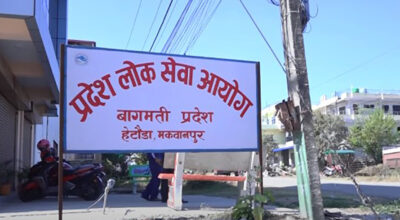 प्रदेश लोक सेवा आयोग
बागमती प्रदेश
हेटौंडा, मकवानपुर